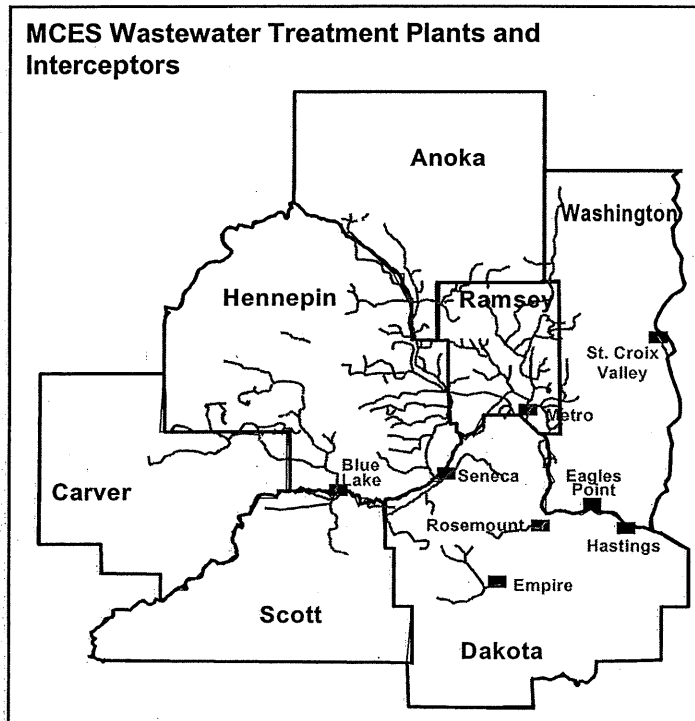 MCES Wastewater Treatment Plants and
Interceptors
Anoka
Washington
Hennepin
Ramsey
St. Croix
Valley
Metro
Carver
Blue
Lake
Seneca
Eagles
Point
Rosemount
Hastings
Empire
Scott
Dakota